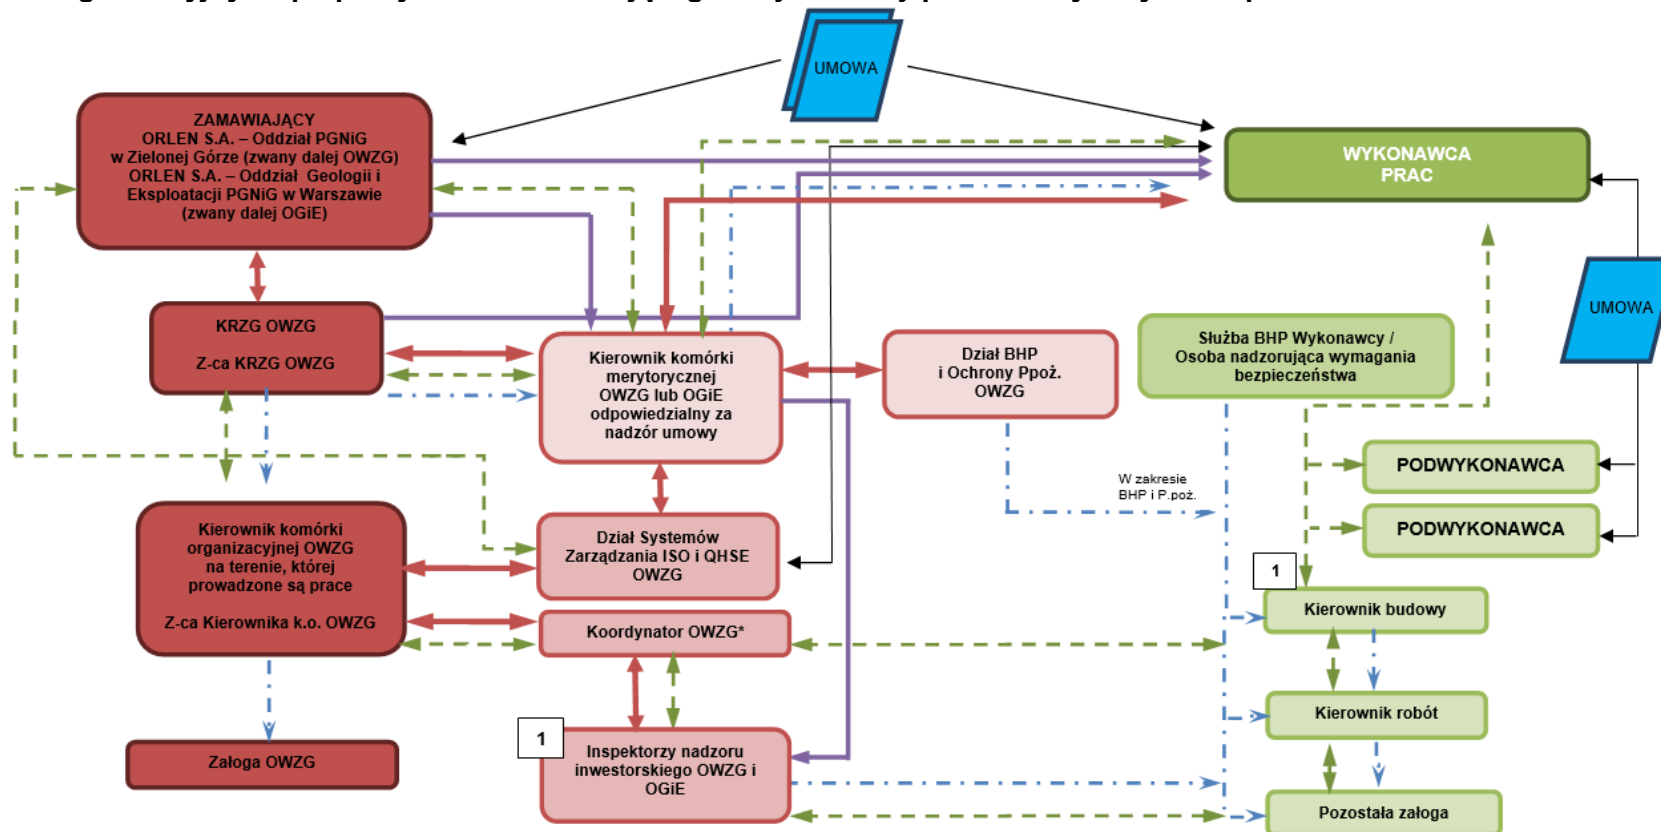 UMOWA
ZAMAWIAJĄCY
ORLEN S.A. – Oddział PGNiG
w Zielonej Górze (zwany dalej OWZG)
ORLEN S.A. – Oddział Geologii i
Eksploatacji PGNiG w Warszawie
(zwany dalej OGiE)
WYKONAWCA
PRAC
UMOWA
KRZG OWZG
Z-ca KRZG OWZG
Kierownik komórki
merytorycznej
OWZG lub OGiE
odpowiedzialny za
nadzór umowy
Dział BHP
i Ochrony Ppoż.
OWZG
Służba BHP Wykonawcy /
Osoba nadzorująca wymagania
bezpieczeństwa
W zakresie
BHP i P.poż.
PODWYKONAWCA
PODWYKONAWCA
Kierownik komórki
organizacyjnej OWZG
na terenie, której
prowadzone są prace
Z-ca Kierownika k.o. OWZG
Dział Systemów
Zarządzania ISO i QHSE
OWZG
1
Kierownik budowy
Koordynator OWZG*
Kierownik robót
1
Inspektorzy nadzoru
inwestorskiego OWZG i
OGiE
Załoga OWZG
Pozostała załoga